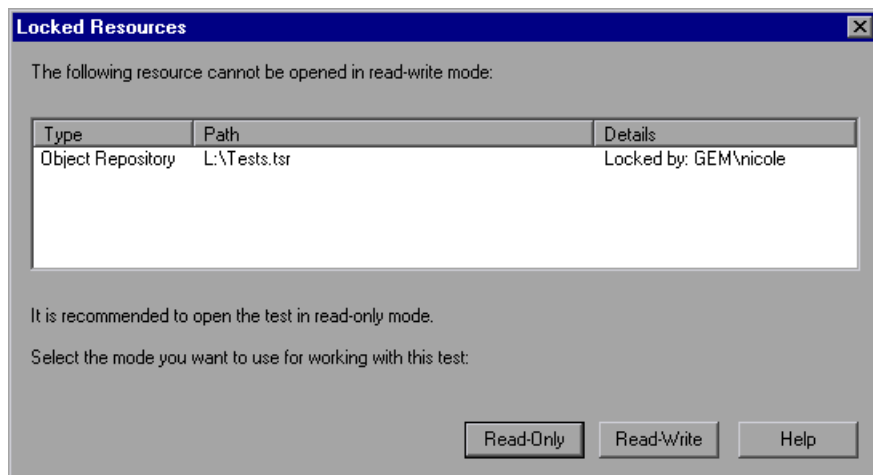 Locked Resources
The following resource cannot be opened in read-write mode:
Type Path Details
Object Repository L:\Tests.tsr Locked by: GEM\nicole
It is recommended to open the test in read-only mode.
Select the mode you want to use for working with this test:
Read-Only Read-Write Help